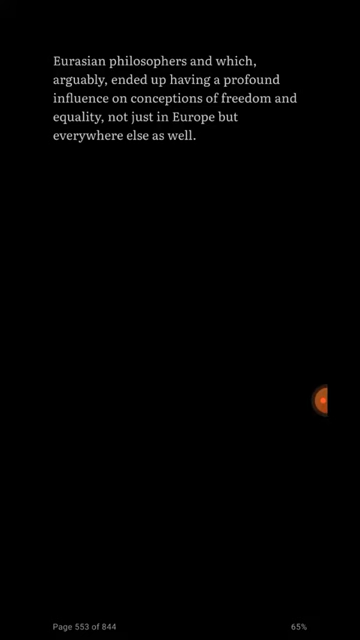 Eurasian philosophers and which,
arguably, ended up having a profound
influence on conceptions of freedom and
equality, not just in Europe but
everywhere else as well.
Page 553 of 844
65%